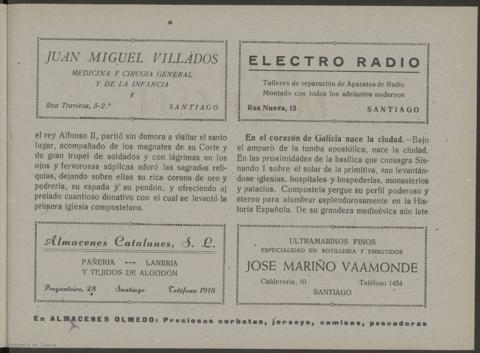 JUAN MIGUEL VILLADOS
MEDICINA Y CIRUGIA GENERAL
Y DE LA INFANCIA
Rua Traviesa, 5-2.º SANTIAGO
el rey Alfonso II, partió sin demora a visitar el santo
lugar, acompañado de los magnates de su Corte y
de gran tropel de soldados y con lágrimas en los
ojos y fervorosas súplicas adoró las sagradas reli-
quias, dejando sobre ellas su rica corona de oro y
pedrería, su espada y su pendón, y ofreciendo al
prelado cuantioso donativo con el cual se levantó la
primera iglesia compostelana.
Almacenes Catalanes, S. L.
PAÑERIA --- LANERIA
Y TEJIDOS DE ALGODON
Preguntoiro, 28 Santiago Teléfono 1918
ELECTRO RADIO
Talleres de reparación de Aparatos de Radio
Montado con todos los adelantos modernos
Rua Nueva, 15 SANTIAGO
En el corazón de Galicia nace la ciudad.—Bajo
el amparo de la tumba apostólica, nace la ciudad.
En las proximidades de la basílica que consagra Sis-
nando I sobre el solar de la primitiva, van levantán-
dose iglesias, hospitales y hospederías, monasterios
y palacios. Compostela yergue su perfil poderoso y
eterno para alumbrar esplendorosamente en la His-
toria Española. De su grandeza medioévica aún late
ULTRAMARINOS FINOS
ESPECIALIDAD EN BOTILLERIA Y EMBUTIDOS
JOSE MARIÑO VAAMONDE
Calderería, 10 Teléfono 1454
SANTIAGO
En ALMACENES OLMEDO: Preciosas corbatas, jerseys, camisas, pescadoras